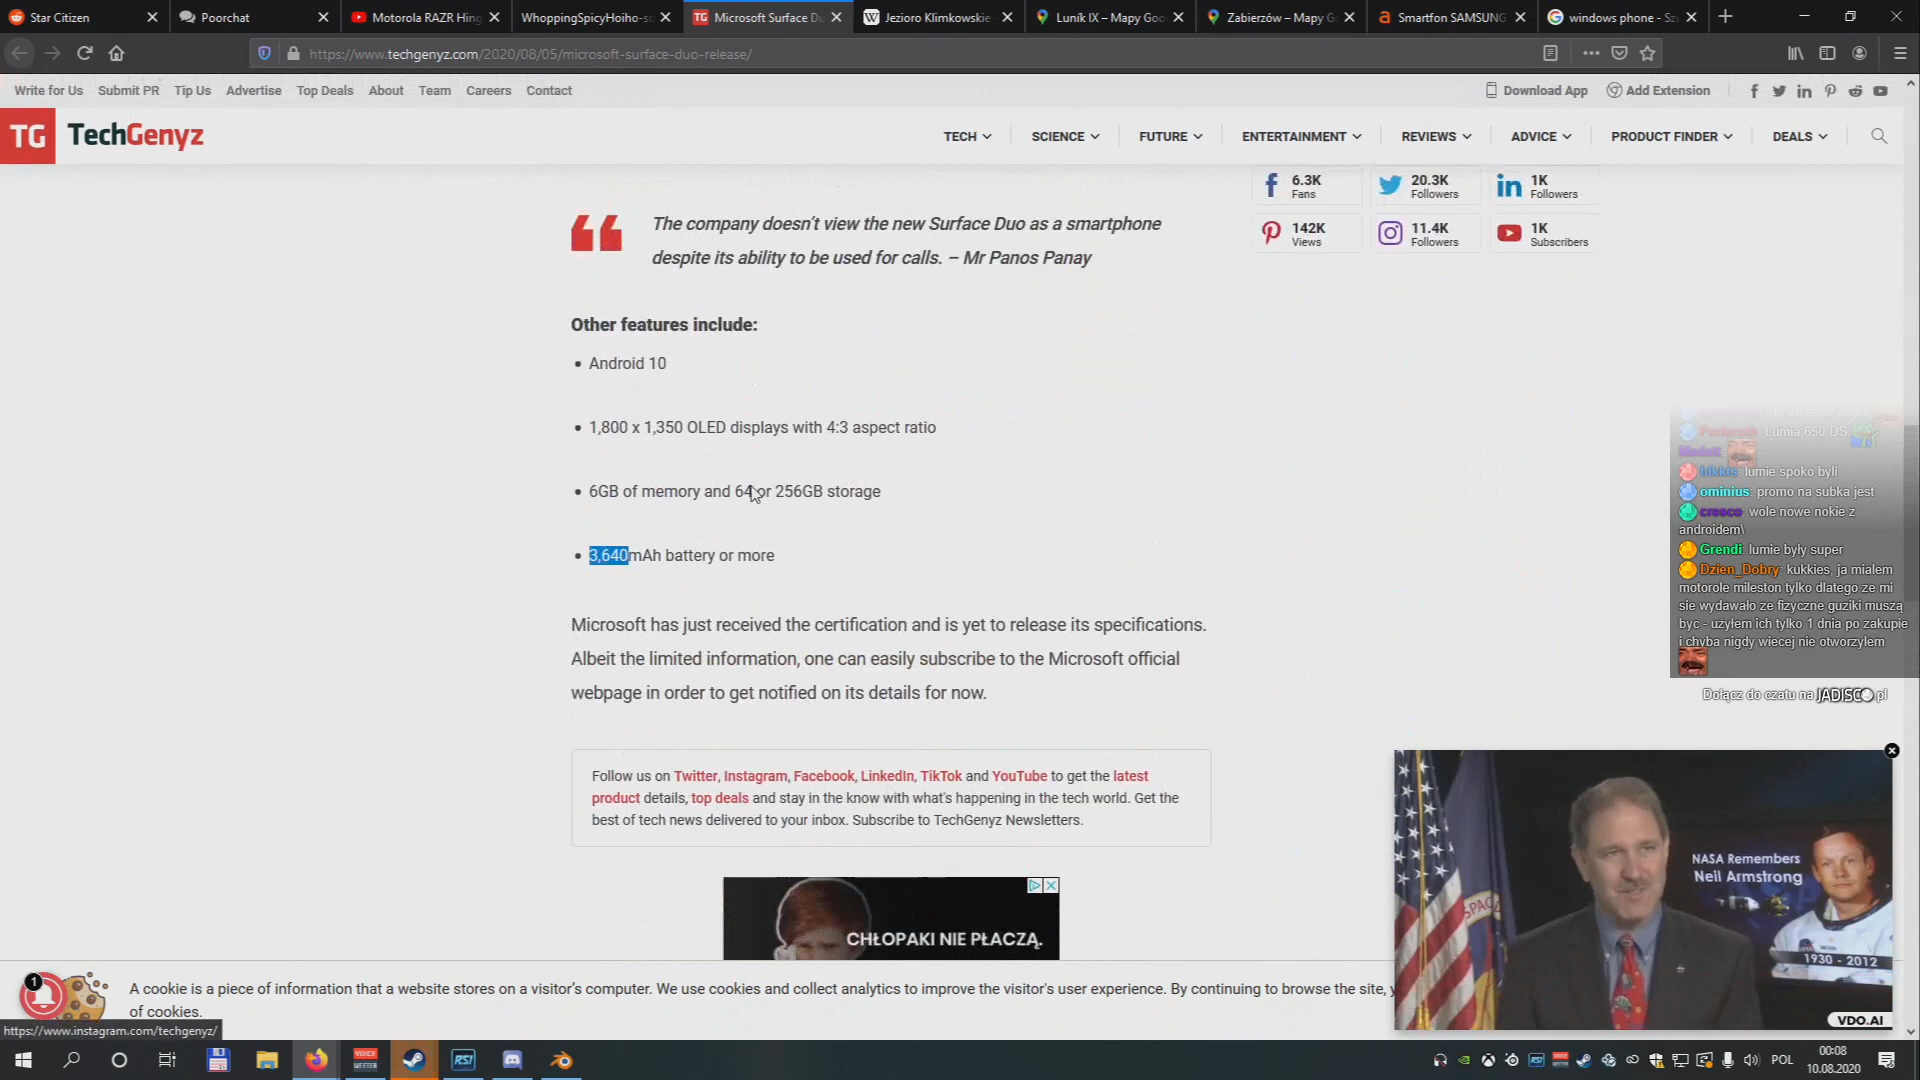 Star Citizen
Poorchat
Motorola RAZR Hing
WhoppingSpicyHoiho-si
Microsoft Surface Du
Jezioro Klimkowskie
Luník IX – Mapy Goo
Zabierzów – Mapy G
Smartfon SAMSUNG
windows phone - Sz
https://www.techgenyz.com/2020/08/05/microsoft-surface-duo-release/
Write for Us Submit PR Tip Us Advertise Top Deals About Team Careers Contact
Download App Add Extension
TG TechGenyz
TECH SCIENCE FUTURE ENTERTAINMENT REVIEWS ADVICE PRODUCT FINDER DEALS
6.3K 20.3K 1K
Fans Followers Followers
142K 11.4K 1K
Views Followers Subscribers
The company doesn't view the new Surface Duo as a smartphone
despite its ability to be used for calls. – Mr Panos Panay
Other features include:
• Android 10
• 1,800 x 1,350 OLED displays with 4:3 aspect ratio
• 6GB of memory and 64 or 256GB storage
• 3,640mAh battery or more
Microsoft has just received the certification and is yet to release its specifications.
Albeit the limited information, one can easily subscribe to the Microsoft official
webpage in order to get notified on its details for now.
Follow us on Twitter, Instagram, Facebook, LinkedIn, TikTok and YouTube to get the latest
product details, top deals and stay in the know with what's happening in the tech world. Get the
best of tech news delivered to your inbox. Subscribe to TechGenyz Newsletters.
CHŁOPAKI NIE PŁACZĄ.
Lumia 650 DS
blkkts: lumie spoko byli
ominius: promo na subka jest
creeco: wole nowe nokie z
androidem\
Grendi: lumie były super
Dzien_Dobry: kukkies, ja mialem
motorole mileston tylko dlatego ze mi
sie wydawało ze fizyczne guziki muszą
byc - użyłem ich tylko 1 dnia po zakupie
i chyba nigdy wiecej nie otworzylem
Dołącz do czatu na JADISCO.pl
NASA Remembers
Neil Armstrong
SPAC
1930 - 2012
VDO.AI
1
A cookie is a piece of information that a website stores on a visitor's computer. We use cookies and collect analytics to improve the visitor's user experience. By continuing to browse the site, y
of cookies.
https://www.instagram.com/techgenyz/
VOICE
MEETER
RSI
POL
00:08
10.08.2020